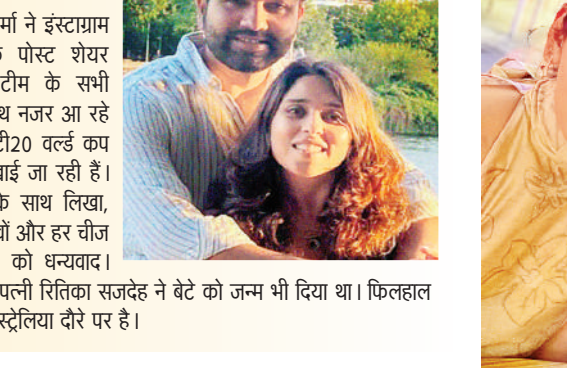 र्मा ने इंस्टाग्राम
पोस्ट शेयर
टीम के सभी
नजर आ रहे
टी20 वर्ल्ड कप
जा रही हैं।
के साथ लिखा,
और हर चीज
को धन्यवाद।
पत्नी रितिका सजदेह ने बेटे को जन्म भी दिया था। फिलहाल
दौरे पर है।